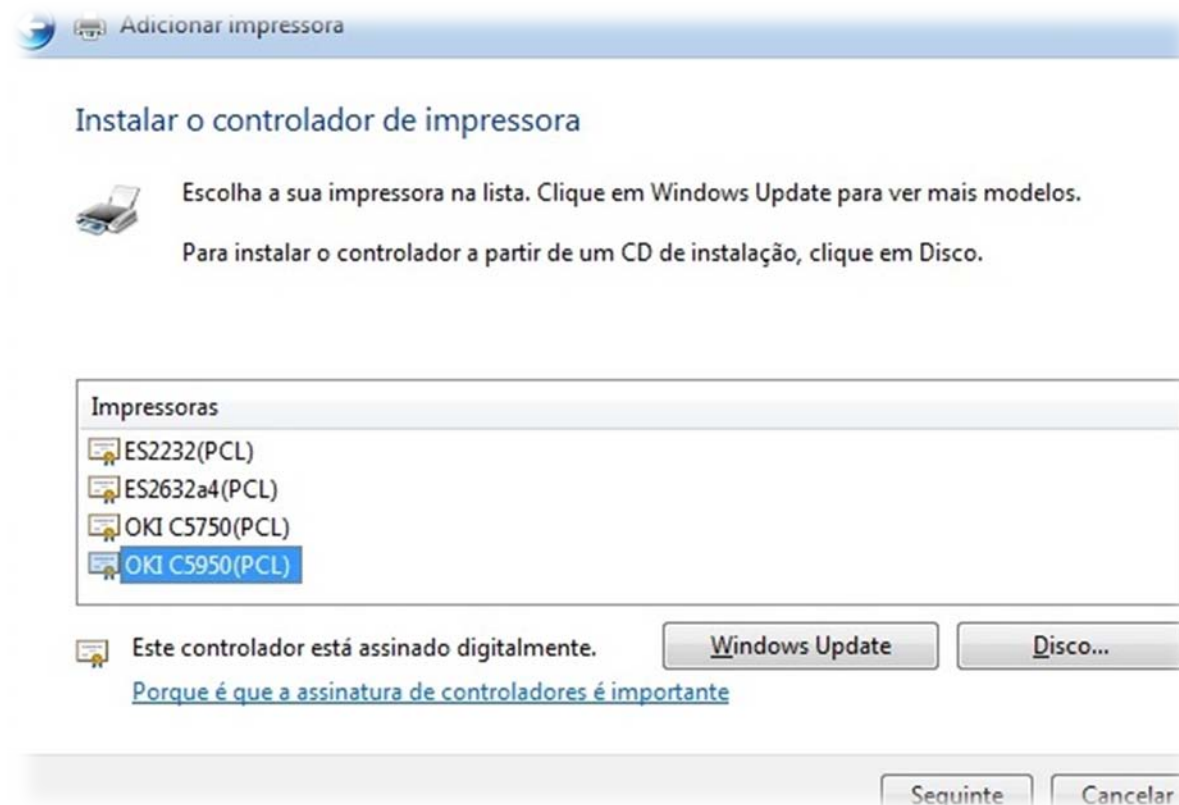 Adicionar impressora
Instalar o controlador de impressora
Escolha a sua impressora na lista. Clique em Windows Update para ver mais modelos.
Para instalar o controlador a partir de um CD de instalação, clique em Disco.
Impressoras
ES2232(PCL)
ES2632a4(PCL)
OKI C5750(PCL)
OKI C5950(PCL)
Este controlador está assinado digitalmente.
Windows Update
Disco...
Porque é que a assinatura de controladores é importante
Seguinte
Cancelar